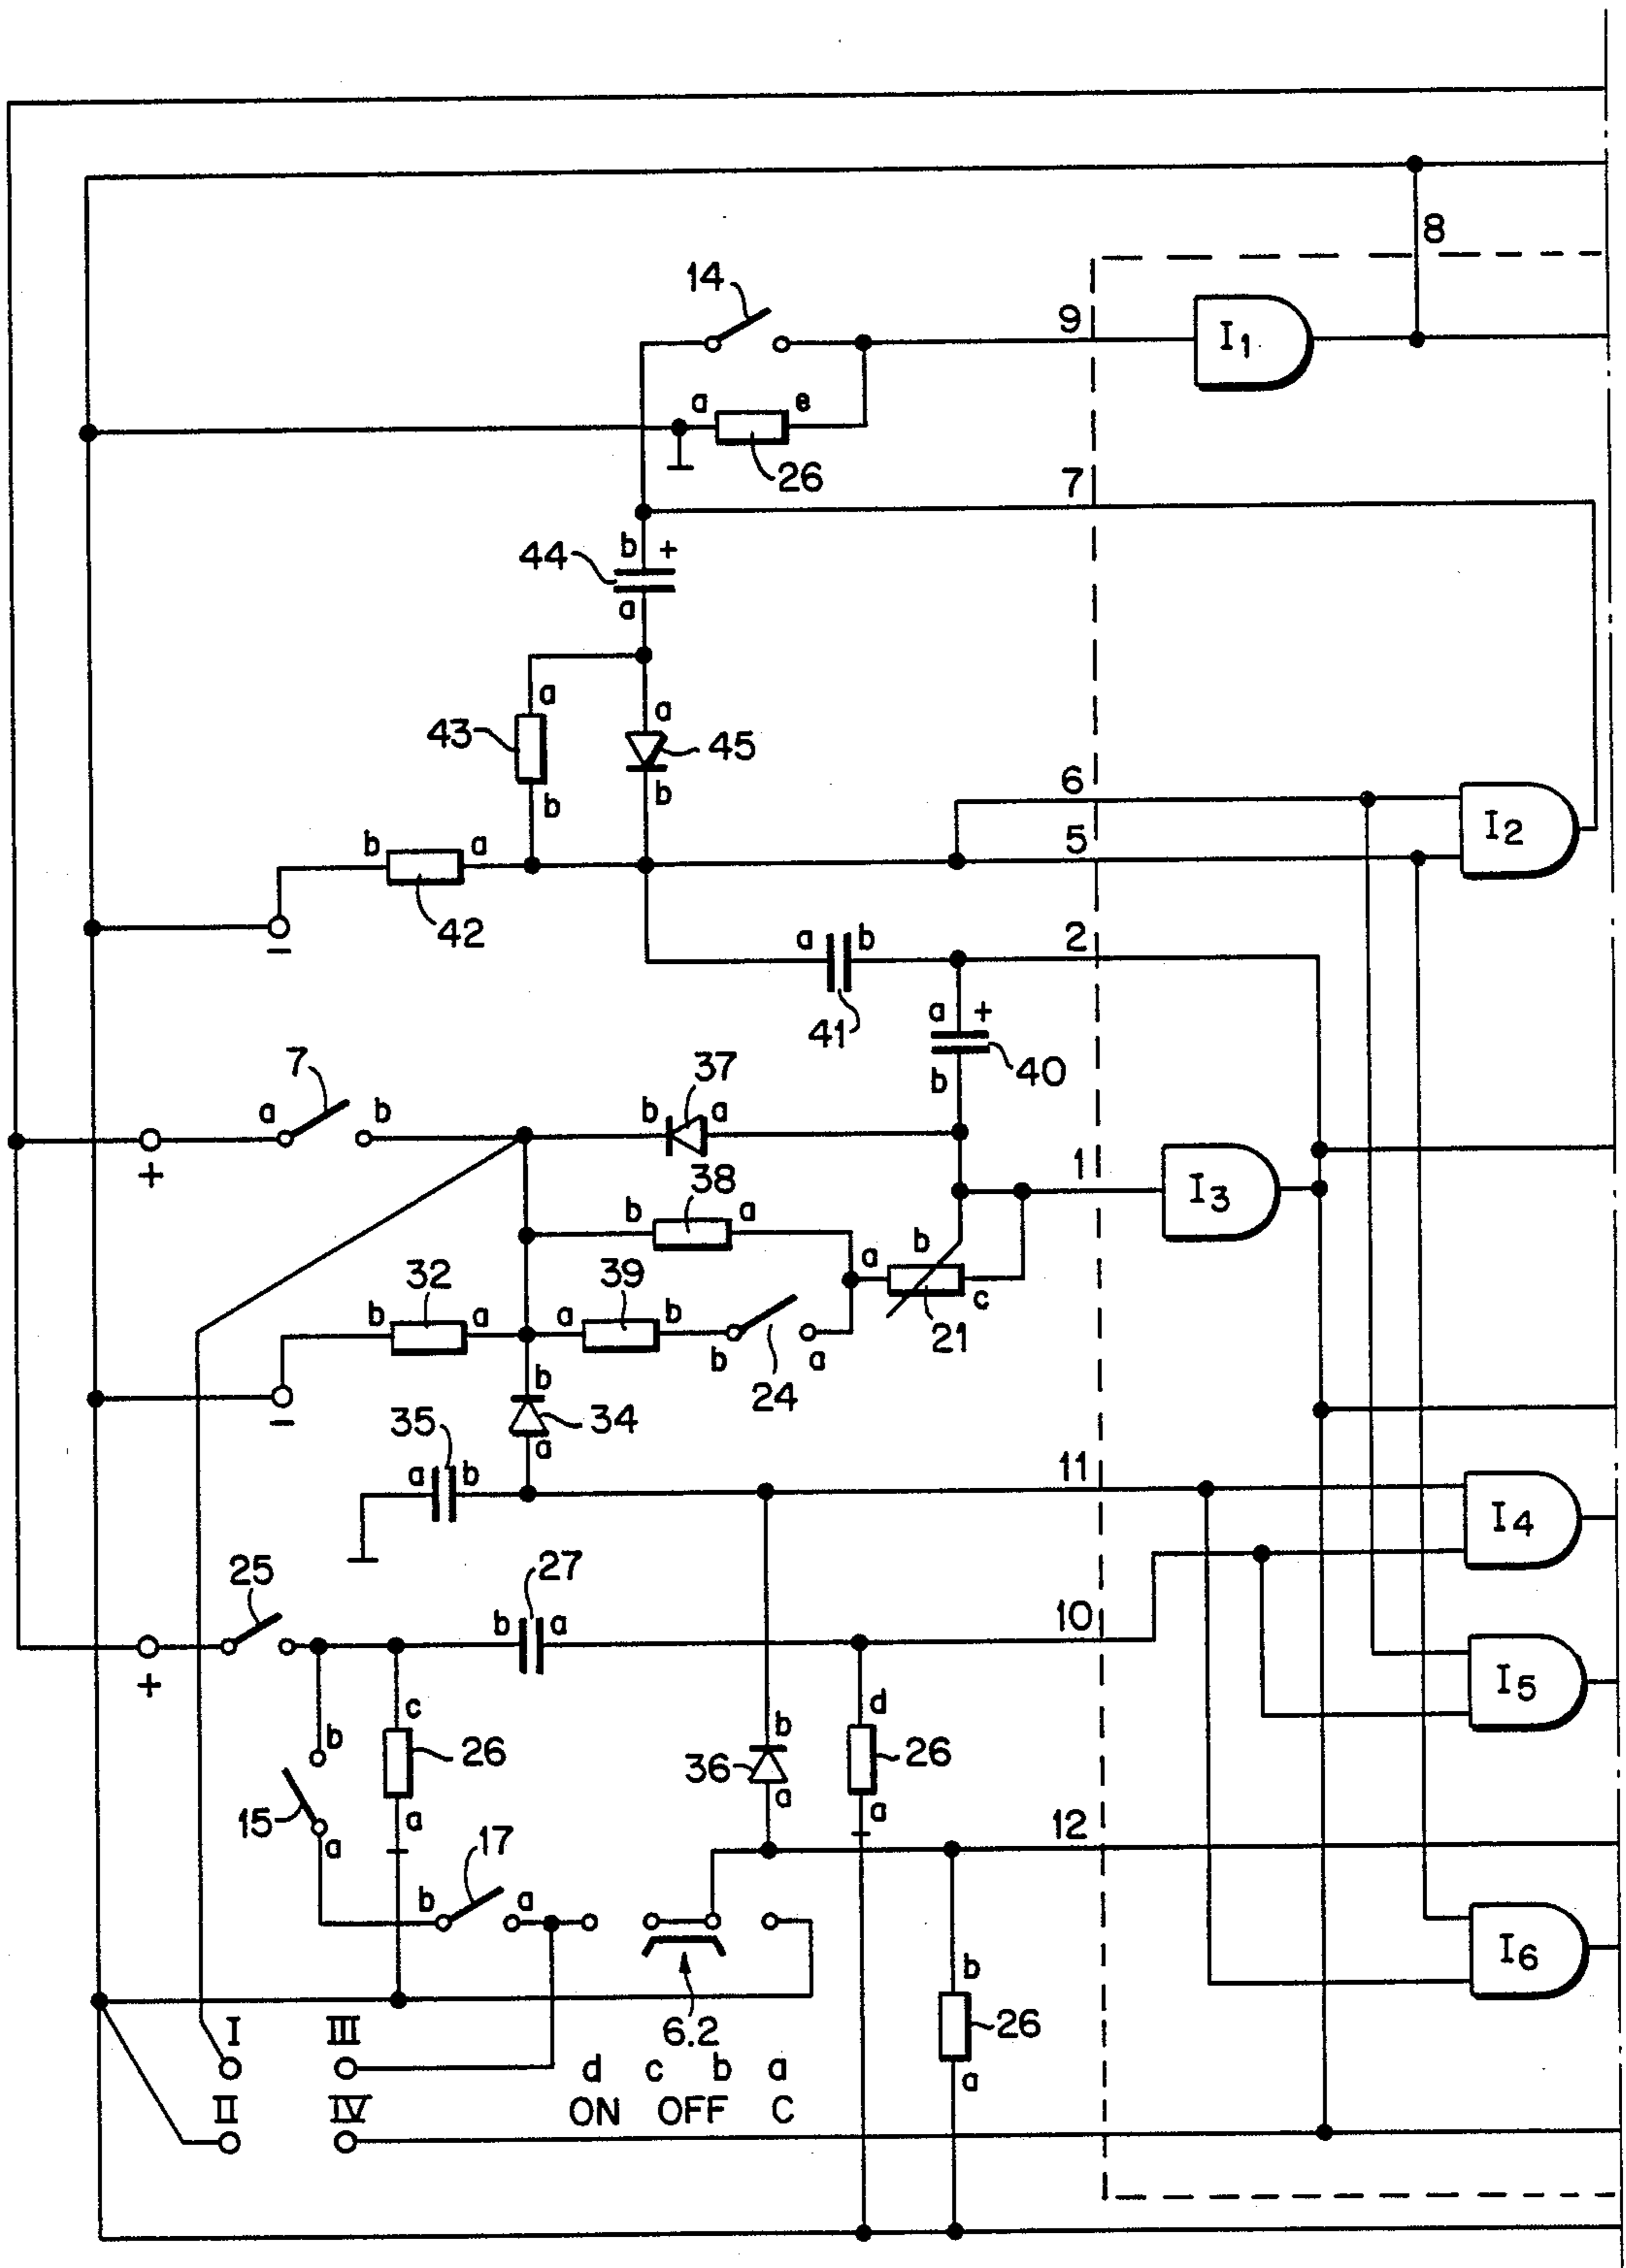 8
14
9
I1
a e
26
7
b +
44
a
a
43
a
45
b
b
6
I2
5
b a
42
−
2
a b
41
a +
40
b
7
a b
37
b a
+
1
I3
38
b a
b
a
c
21
32
b a
39
a b
24
b a
−
b
34
a
35
a b
11
I4
25
27
b a
10
+
I5
c
26
a
b
15
a
d
26
a
b
36
a
12
17
b a
I6
b
26
a
6.2
I III
d c b a
II IV
ON OFF C